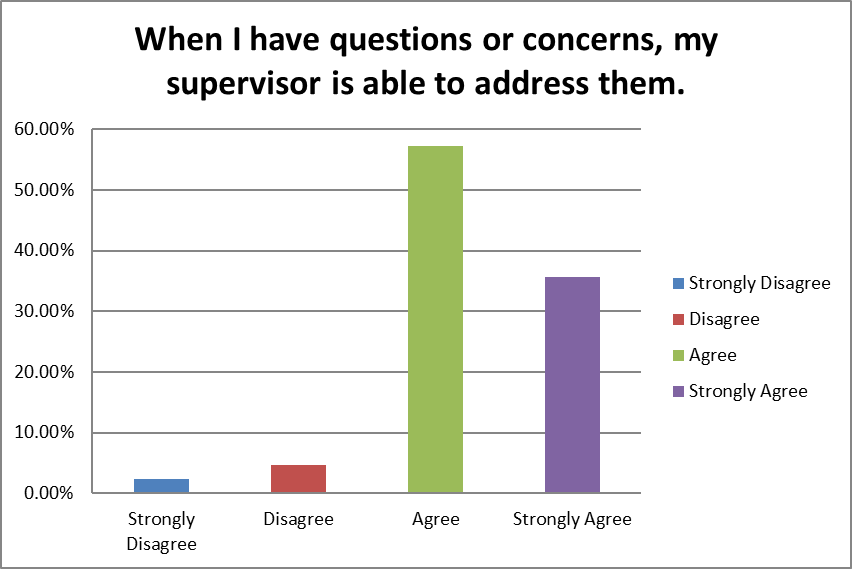 When I have questions or concerns, my
supervisor is able to address them.
60.00%
50.00%
40.00%
30.00%
20.00%
10.00%
0.00%
Strongly
Disagree
Disagree
Agree
Strongly Agree
Strongly Disagree
Disagree
Agree
Strongly Agree